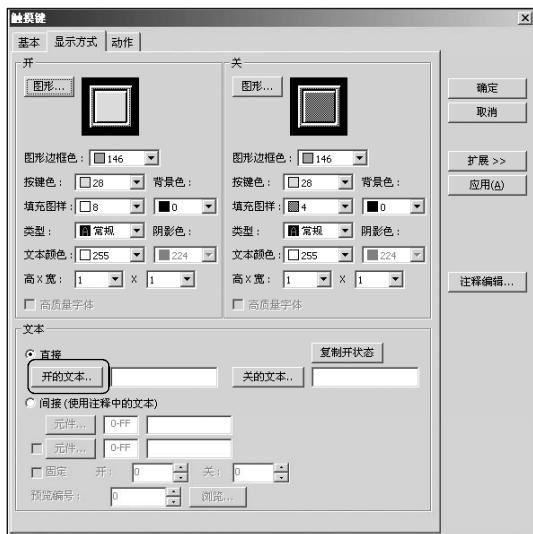 触摸键
基本 显示方式 动作
开 关
图形... 图形... 确定
取消
图形边框色： 146 图形边框色： 146 扩展 >>
按键色： 28 背景色： 按键色： 28 背景色： 应用(A)
填充图样： 8 0 填充图样： 4 0
类型： A 常规 阴影色： 类型： A 常规 阴影色：
文本颜色： 255 224 文本颜色： 255 224
高 X 宽： 1 X 1 高 X 宽： 1 X 1 注释编辑...
高质量字体 高质量字体
文本
直接 复制开状态
开的文本.. 关的文本..
间接(使用注释中的文本)
元件... 0-FF
元件... 0-FF
固定 开： 0 关： 0
预览编号： 0 浏览...